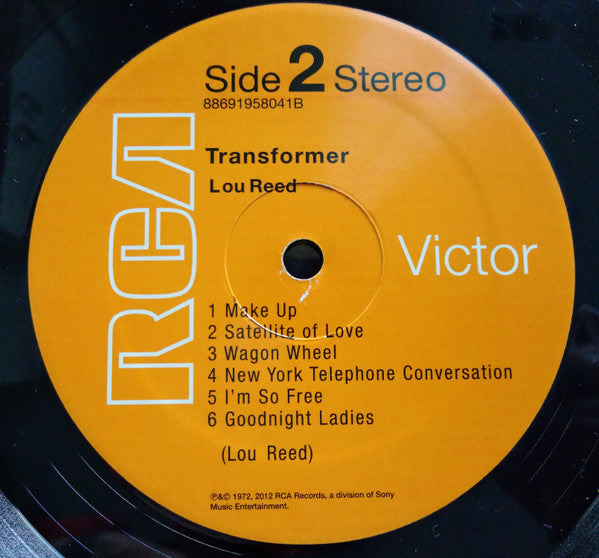 Side 2 Stereo
88691958041B
Transformer
Lou Reed
RCA
Victor
1 Make Up
2 Satellite of Love
3 Wagon Wheel
4 New York Telephone Conversation
5 I'm So Free
6 Goodnight Ladies
(Lou Reed)
℗&© 1972, 2012 RCA Records, a division of Sony
Music Entertainment.